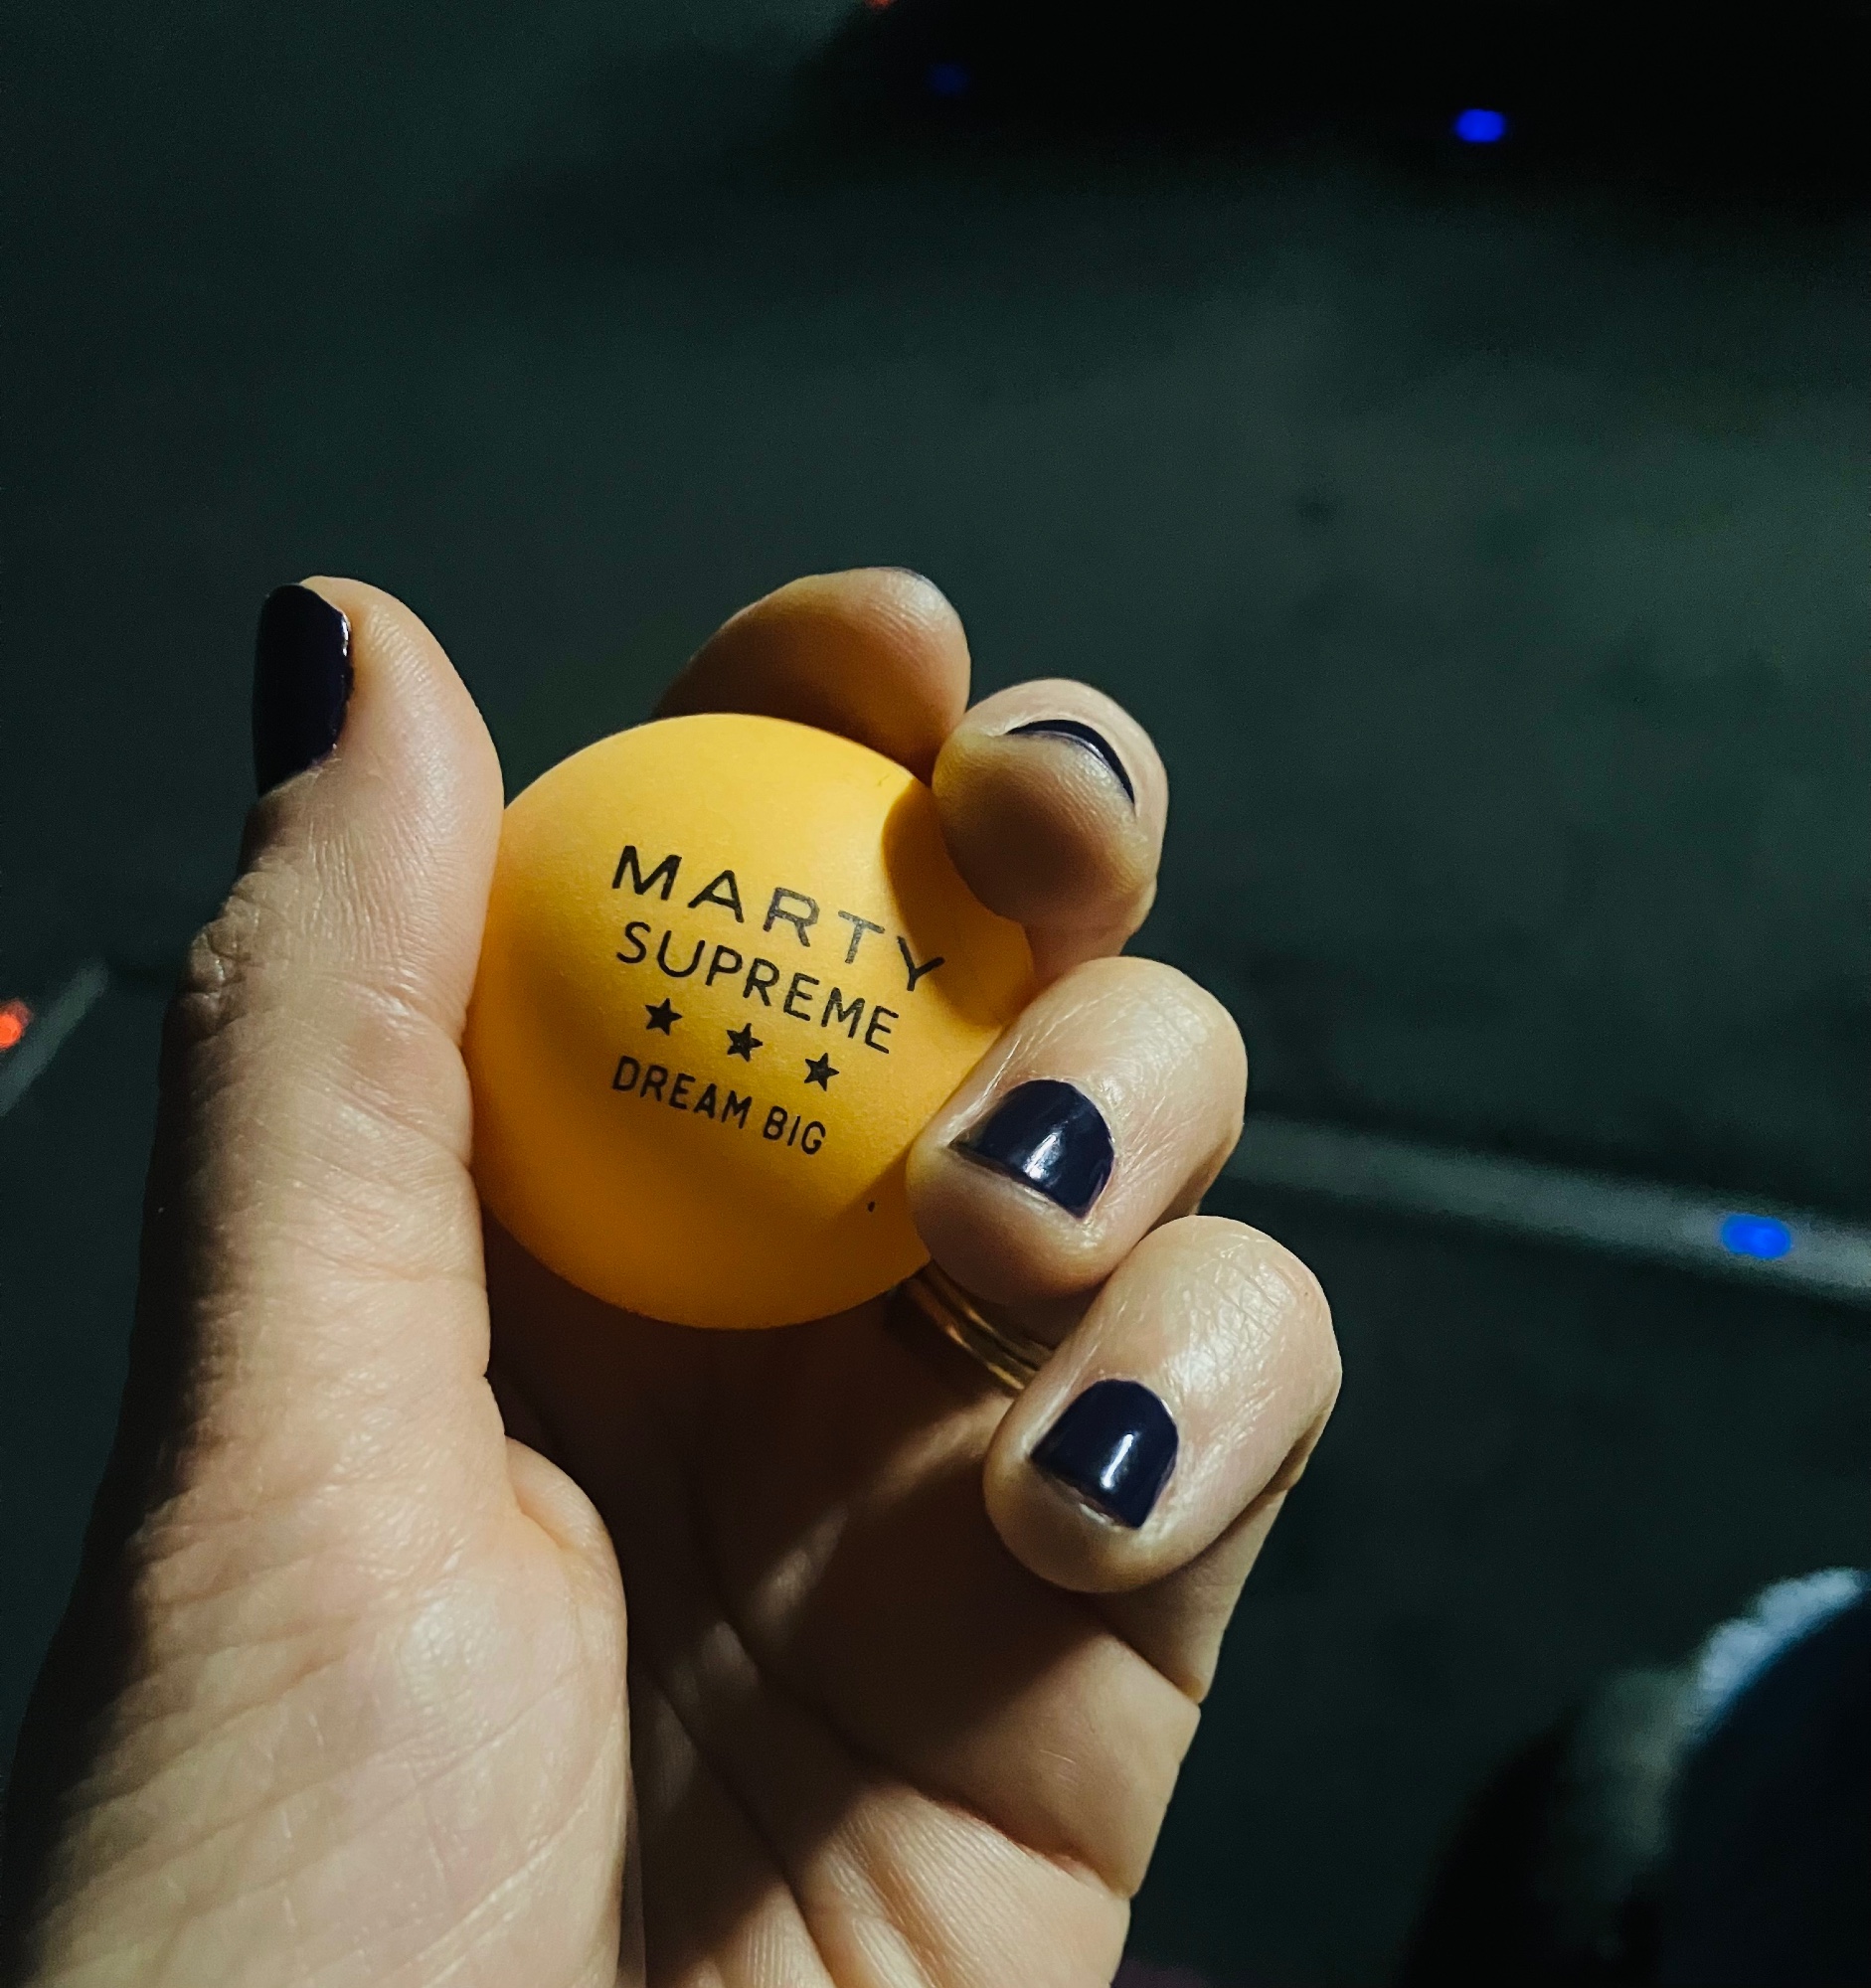 MARTY
SUPREME
★ ★ ★
DREAM BIG